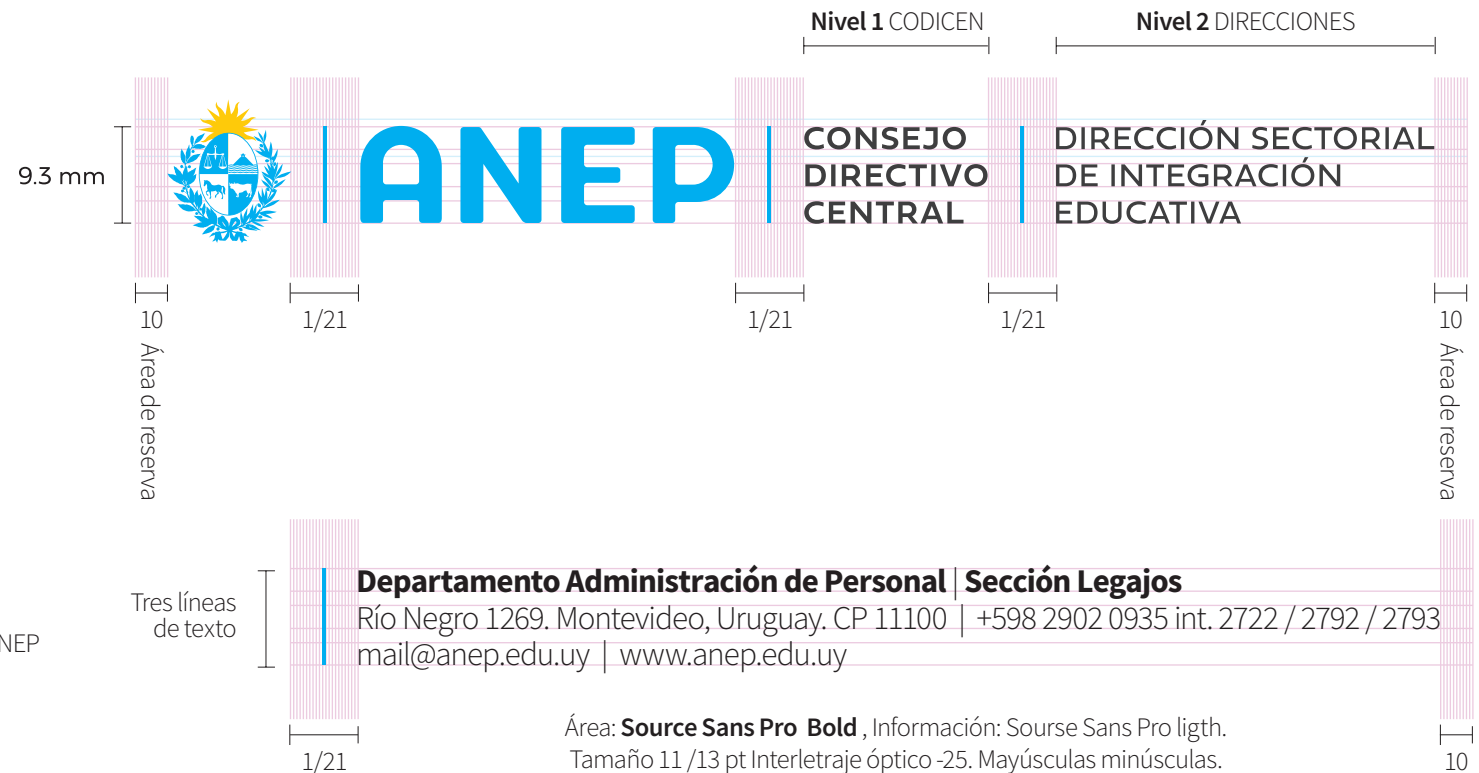 Nivel 1 CODICEN
Nivel 2 DIRECCIONES
9.3 mm
ANEP
CONSEJO
DIRECTIVO
CENTRAL
DIRECCIÓN SECTORIAL
DE INTEGRACIÓN
EDUCATIVA
10
1/21
1/21
1/21
10
Área de reserva
Área de reserva
Tres líneas
de texto
NEP
Departamento Administración de Personal | Sección Legajos
Río Negro 1269. Montevideo, Uruguay. CP 11100 | +598 2902 0935 int. 2722 / 2792 / 2793
mail@anep.edu.uy | www.anep.edu.uy
1/21
Área: Source Sans Pro Bold , Información: Sourse Sans Pro ligth.
Tamaño 11 /13 pt Interletraje óptico -25. Mayúsculas minúsculas.
10